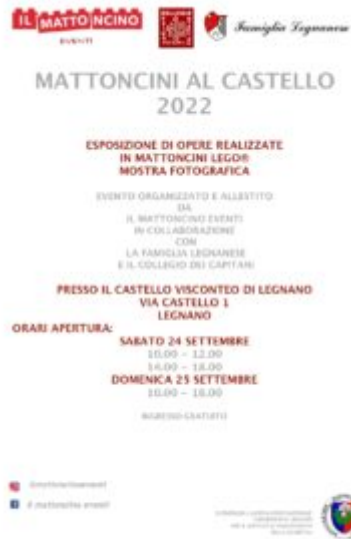 IL MATTONCINO
EVENTI
Famiglia Legnanese
MATTONCINI AL CASTELLO
2022
ESPOSIZIONE DI OPERE REALIZZATE
IN MATTONCINI LEGO®
MOSTRA FOTOGRAFICA
EVENTO ORGANIZZATO E ALLESTITO
DA
IL MATTONCINO EVENTI
IN COLLABORAZIONE
CON
LA FAMIGLIA LEGNANESE
E IL COLLEGIO DEI CAPITANI
PRESSO IL CASTELLO VISCONTEO DI LEGNANO
VIA CASTELLO 1
LEGNANO
ORARI APERTURA:
SABATO 24 SETTEMBRE
10.00 - 12.00
14.00 - 18.00
DOMENICA 25 SETTEMBRE
10.00 - 18.00
INGRESSO GRATUITO
il mattoncino eventi